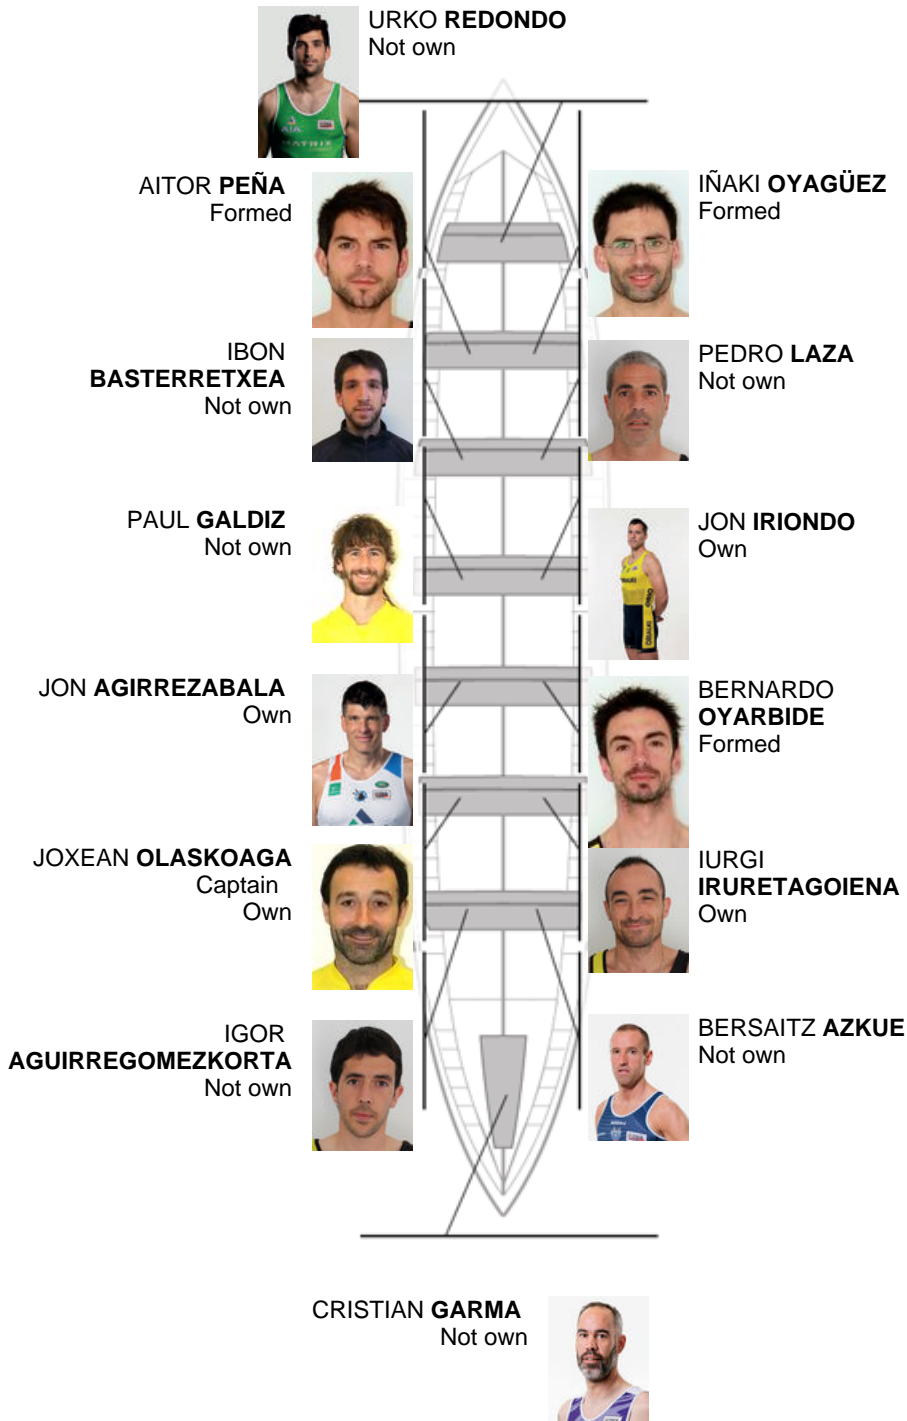 URKO REDONDO
Not own
AITOR PEÑA
Formed
IÑAKI OYAGÜEZ
Formed
IBON
BASTERRETXEA
Not own
PEDRO LAZA
Not own
PAUL GALDIZ
Not own
JON IRIONDO
Own
JON AGIRREZABALA
Own
BERNARDO
OYARBIDE
Formed
JOXEAN OLASKOAGA
Captain
Own
IURGI
IRURETAGOIENA
Own
IGOR
AGUIRREGOMEZKORTA
Not own
BERSAITZ AZKUE
Not own
CRISTIAN GARMA
Not own